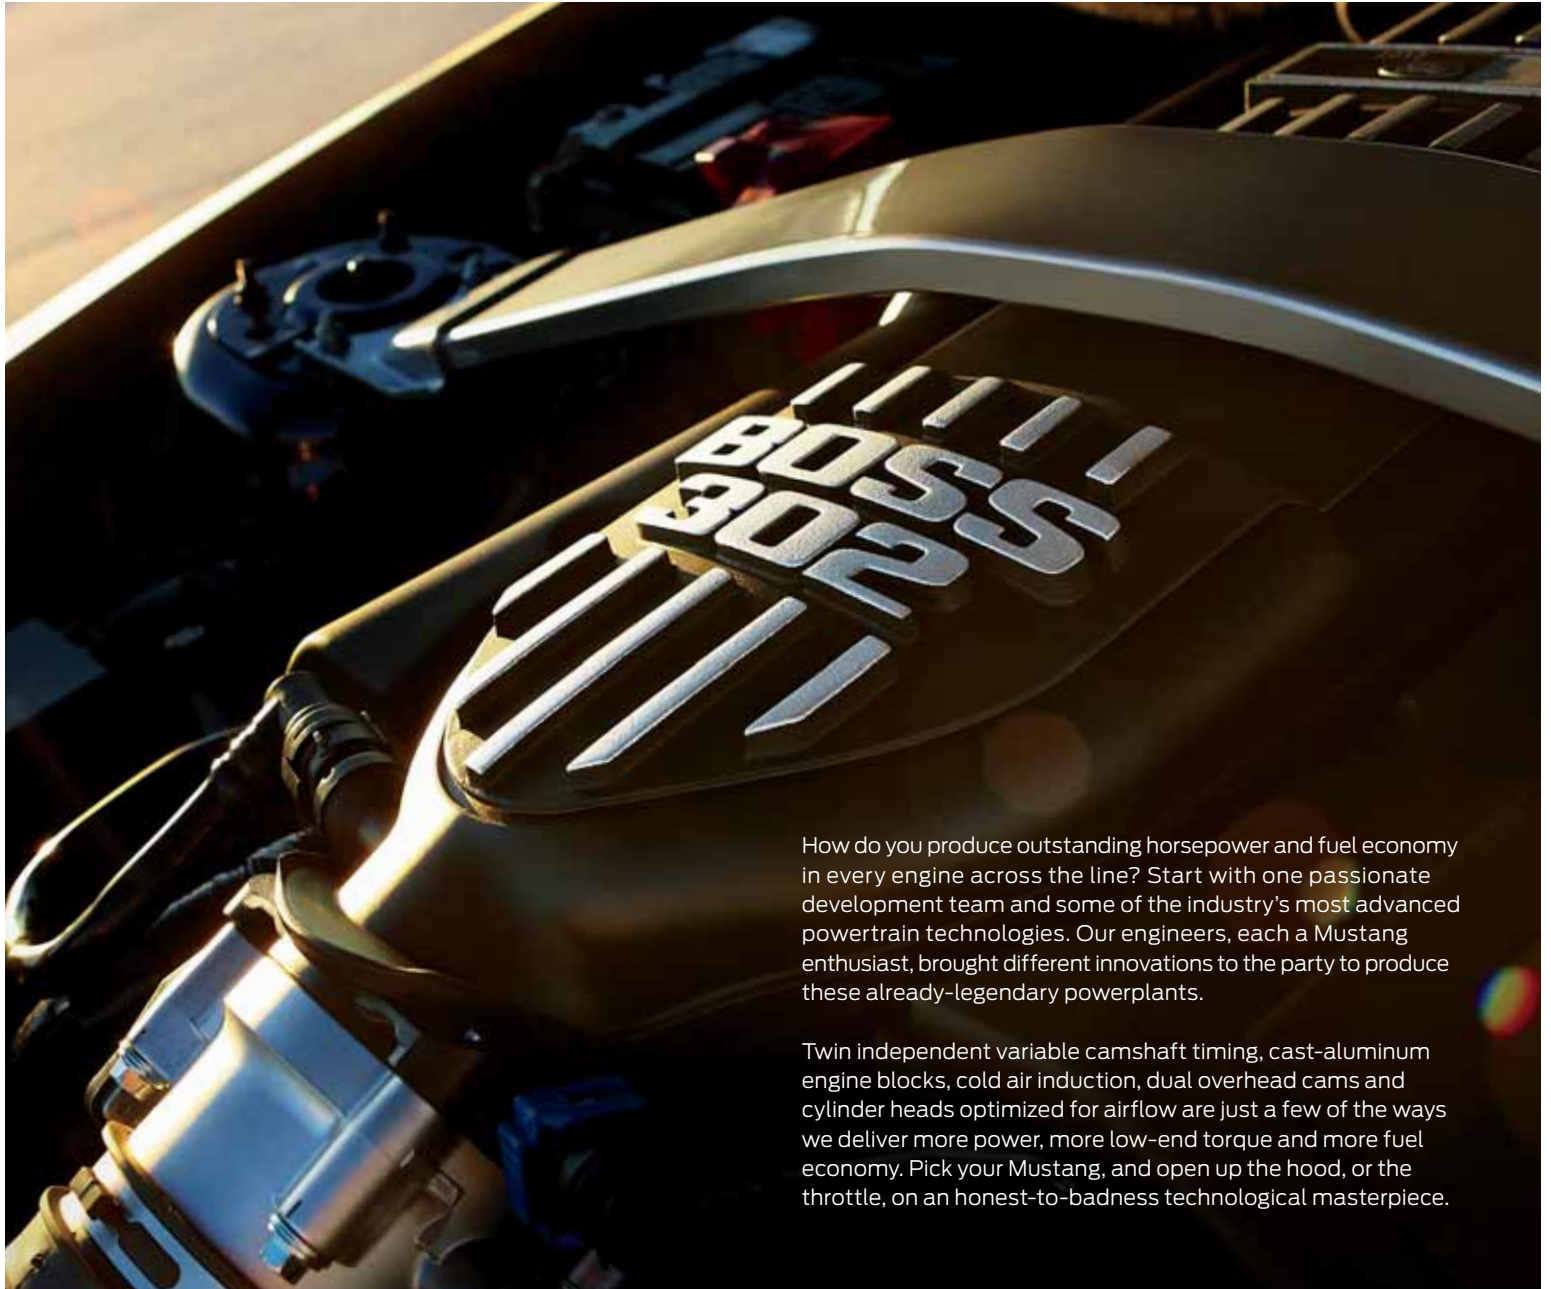 BOSS
302
How do you produce outstanding horsepower and fuel economy
in every engine across the line? Start with one passionate
development team and some of the industry’s most advanced
powertrain technologies. Our engineers, each a Mustang
enthusiast, brought different innovations to the party to produce
these already-legendary powerplants.
Twin independent variable camshaft timing, cast-aluminum
engine blocks, cold air induction, dual overhead cams and
cylinder heads optimized for airflow are just a few of the ways
we deliver more power, more low-end torque and more fuel
economy. Pick your Mustang, and open up the hood, or the
throttle, on an honest-to-badness technological masterpiece.